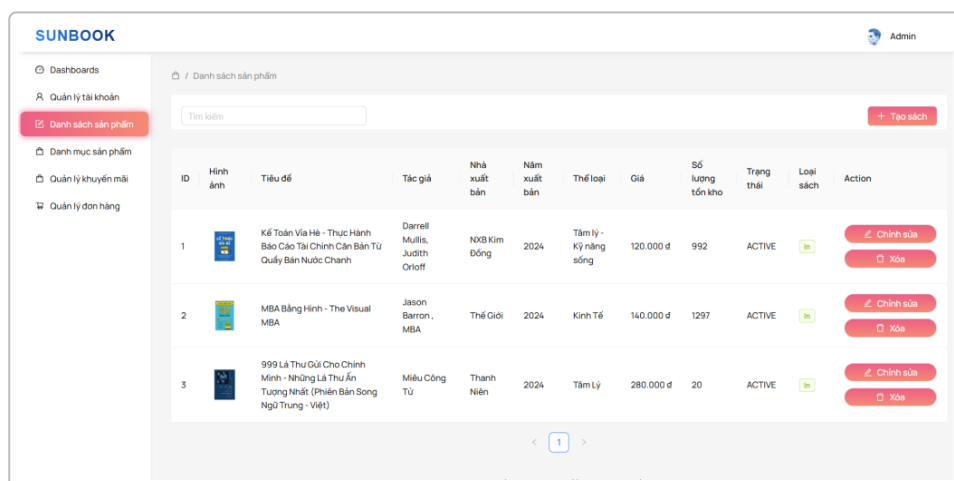 SUNBOOK
Admin
Dashboards
Quản lý tài khoản
Danh sách sản phẩm
Danh mục sản phẩm
Quản lý khuyến mãi
Quản lý đơn hàng
/ Danh sách sản phẩm
Tìm kiếm
+ Tạo sách
ID
Hình
ảnh
Tiêu đề
Tác giả
Nhà
xuất
bản
Năm
xuất
bản
Thể loại
Giá
Số
lượng
tồn kho
Trạng
thái
Loại
sách
Action
1
Kế Toán Vỉa Hè - Thực Hành
Báo Cáo Tài Chính Căn Bản Từ
Quầy Bán Nước Chanh
Darrell
Mullis,
Judith
Orloff
NXB Kim
Đồng
2024
Tâm lý -
Kỹ năng
sống
120.000 đ
992
ACTIVE
In
Chỉnh sửa
Xóa
2
MBA Bằng Hình - The Visual
MBA
Jason
Barron ,
MBA
Thế Giới
2024
Kinh Tế
140.000 đ
1297
ACTIVE
In
Chỉnh sửa
Xóa
3
999 Lá Thư Gửi Cho Chính
Mình - Những Lá Thư Ấn
Tượng Nhất (Phiên Bản Song
Ngữ Trung - Việt)
Miêu Công
Tử
Thanh
Niên
2024
Tâm Lý
280.000 đ
20
ACTIVE
In
Chỉnh sửa
Xóa
< 1 >